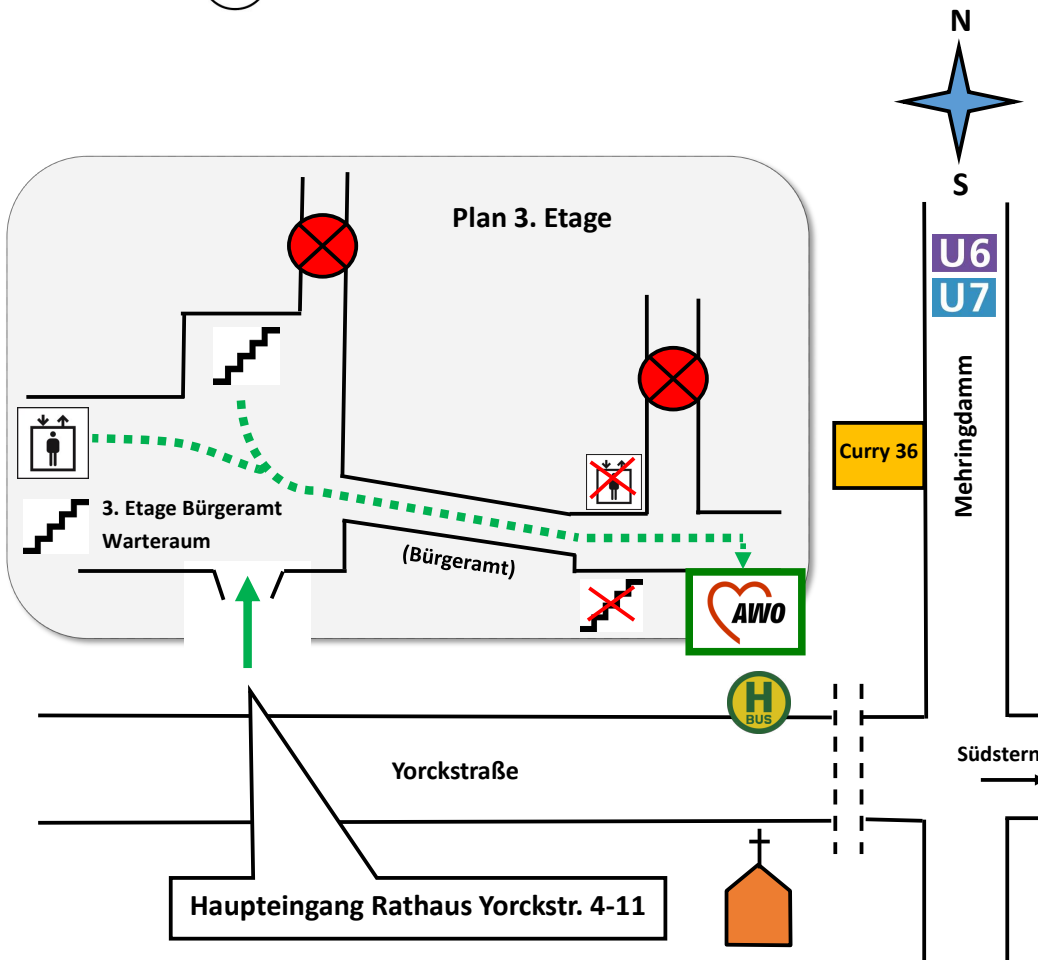 N
S
Plan 3. Etage
U6
U7
Mehringdamm
Curry 36
3. Etage Bürgeramt
Warteraum
(Bürgeramt)
AWO
H
BUS
Yorckstraße
Südstern
Haupteingang Rathaus Yorckstr. 4-11